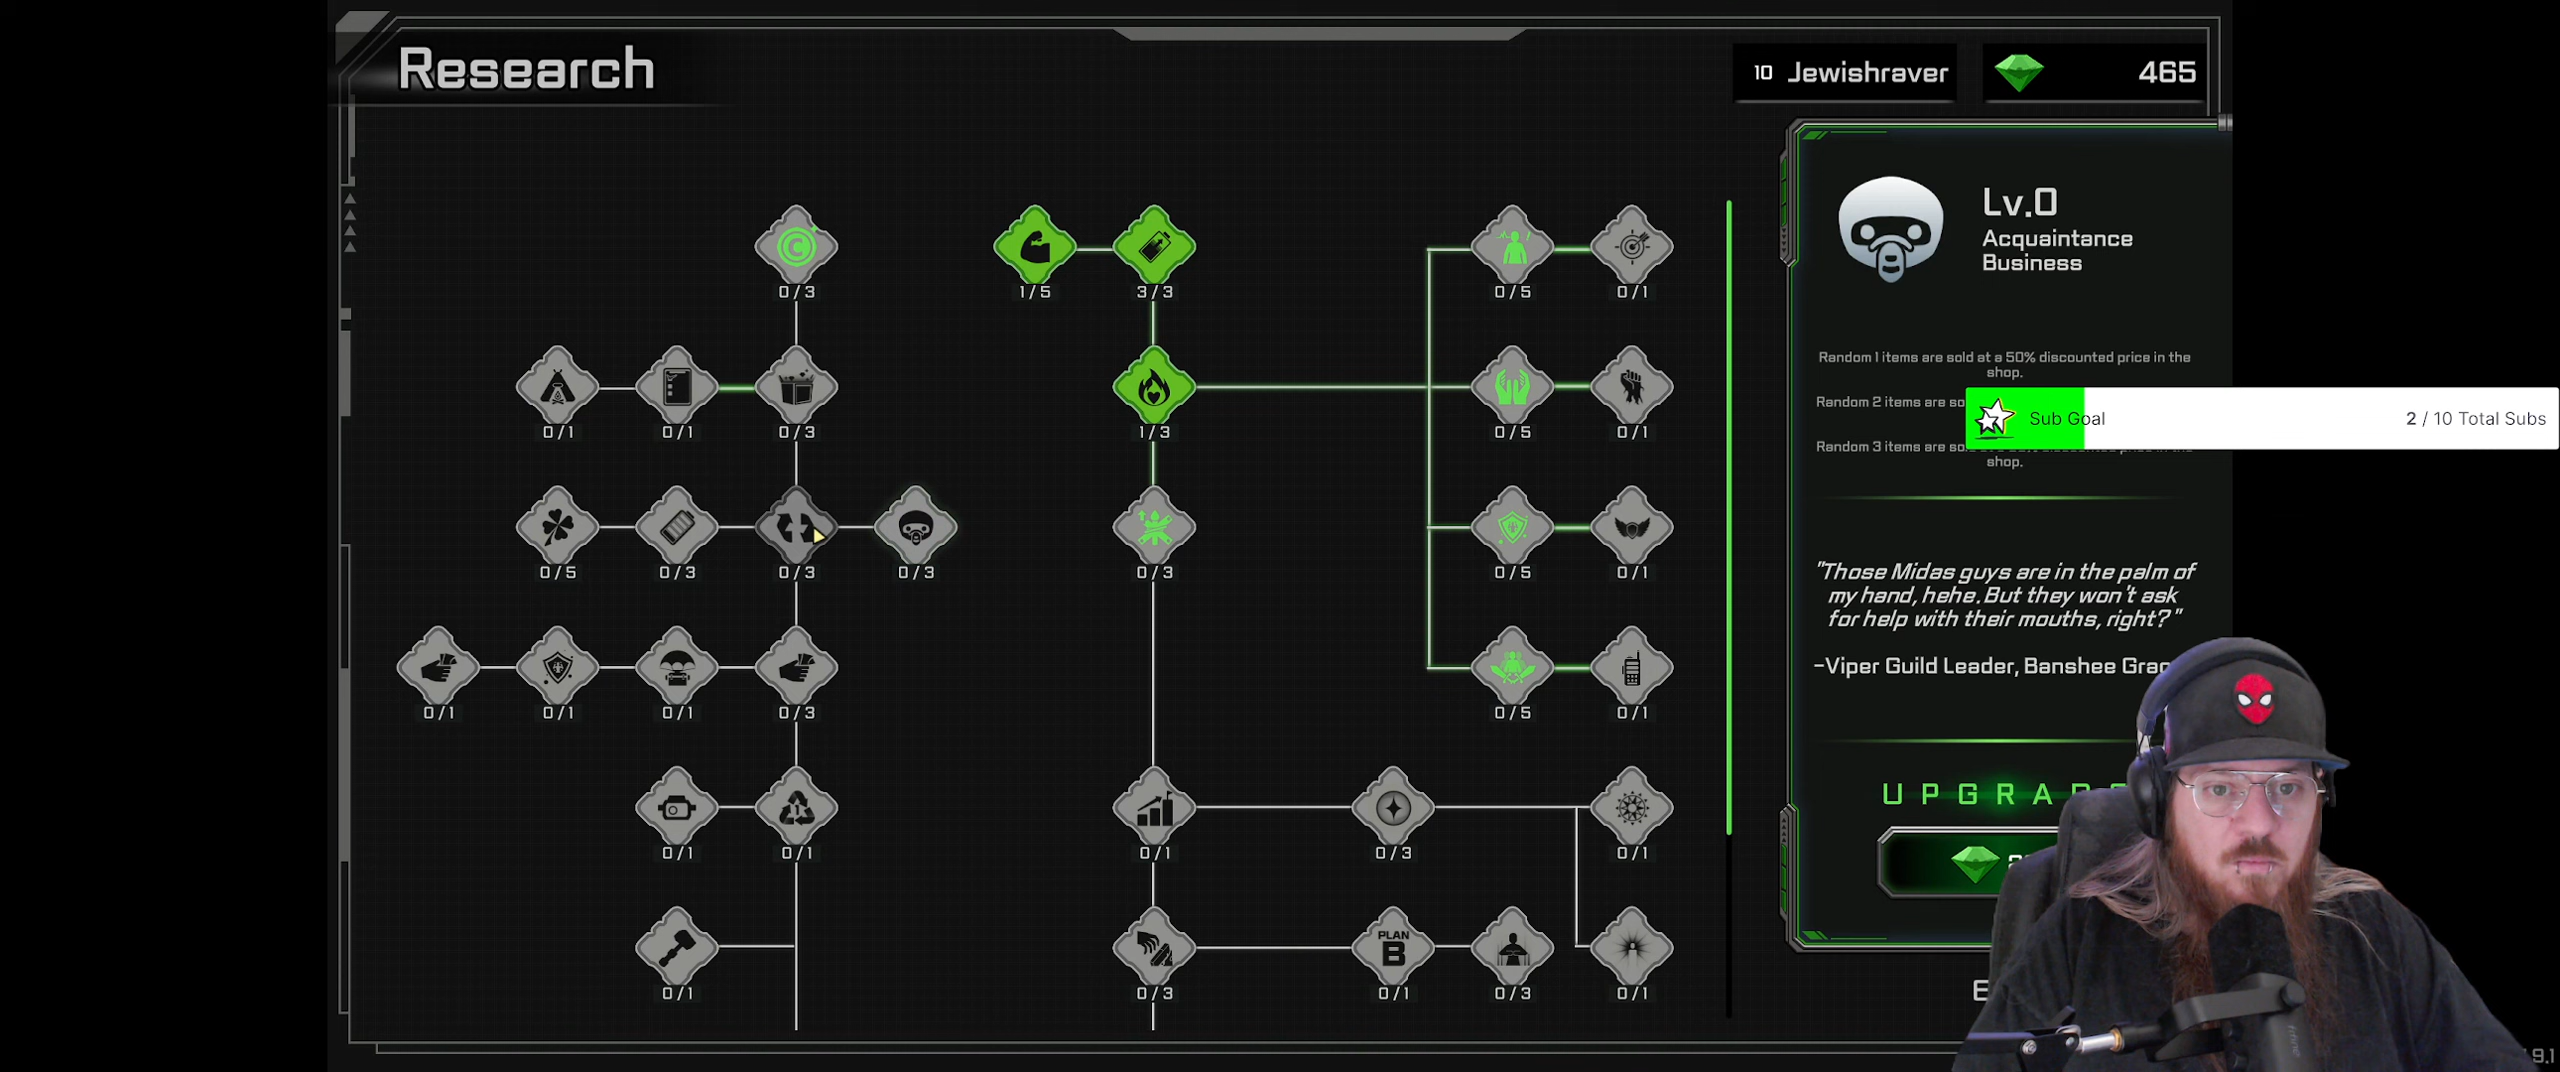 Research
10 Jewishraver
465
Lv.0
Acquaintance
Business
Random 1 items are sold at a 50% discounted price in the
shop.
Random 2 items are so
Sub Goal
2 / 10 Total Subs
Random 3 items are so
shop.
"Those Midas guys are in the palm of
my hand, hehe. But they won't ask
for help with their mouths, right?"
-Viper Guild Leader, Banshee Grac
UPGRADE
0/3
1/5
3/3
0/5
0/1
0/1
0/1
0/3
1/3
0/5
0/1
0/5
0/3
0/3
0/3
0/3
0/5
0/1
0/1
0/1
0/1
0/3
0/5
0/1
0/1
0/1
0/1
0/3
0/1
PLAN
B
0/1
0/3
0/1
0/3
0/1
9.1